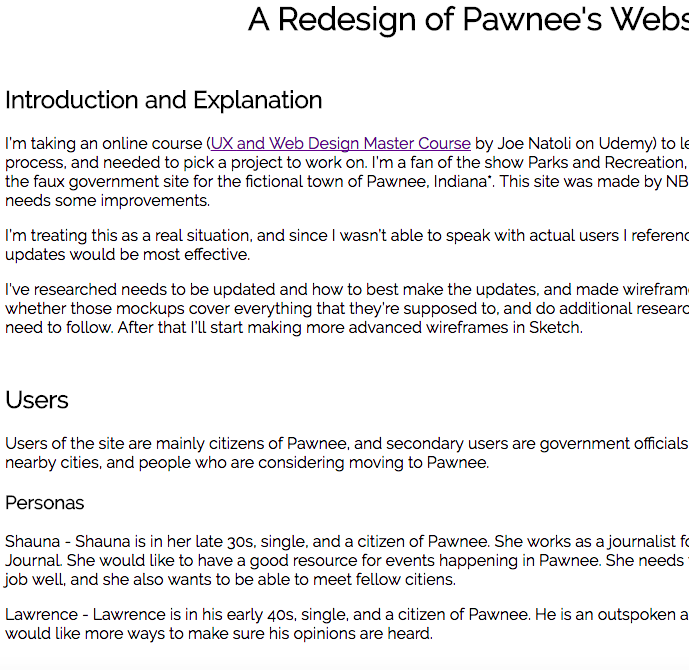 A Redesign of Pawnee's Webs
Introduction and Explanation
I'm taking an online course (UX and Web Design Master Course by Joe Natoli on Udemy) to le
process, and needed to pick a project to work on. I'm a fan of the show Parks and Recreation,
the faux government site for the fictional town of Pawnee, Indiana*. This site was made by NB
needs some improvements.
I'm treating this as a real situation, and since I wasn't able to speak with actual users I referenc
updates would be most effective.
I've researched needs to be updated and how to best make the updates, and made wirefram
whether those mockups cover everything that they're supposed to, and do additional researc
need to follow. After that I'll start making more advanced wireframes in Sketch.
Users
Users of the site are mainly citizens of Pawnee, and secondary users are government officials
nearby cities, and people who are considering moving to Pawnee.
Personas
Shauna - Shauna is in her late 30s, single, and a citizen of Pawnee. She works as a journalist fo
Journal. She would like to have a good resource for events happening in Pawnee. She needs
job well, and she also wants to be able to meet fellow citiens.
Lawrence - Lawrence is in his early 40s, single, and a citizen of Pawnee. He is an outspoken a
would like more ways to make sure his opinions are heard.